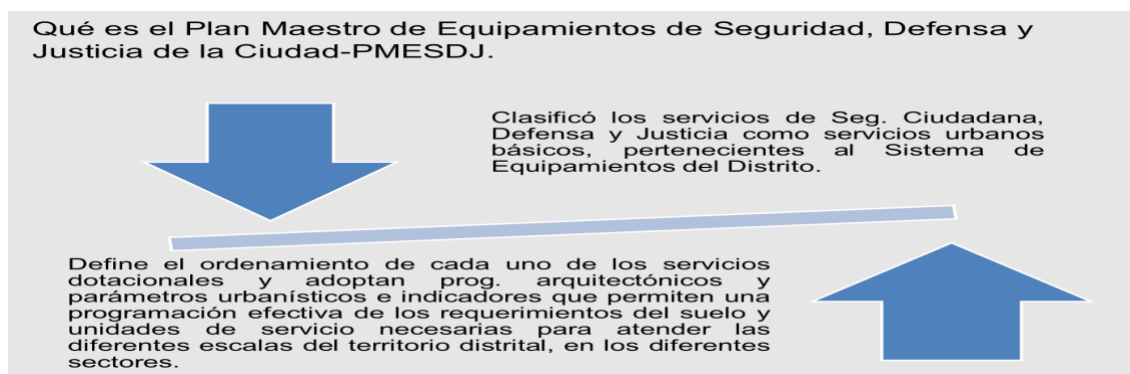 Qué es el Plan Maestro de Equipamientos de Seguridad, Defensa y
Justicia de la Ciudad-PMESDJ.
Clasificó los servicios de Seg. Ciudadana,
Defensa y Justicia como servicios urbanos
básicos, pertenecientes al Sistema de
Equipamientos del Distrito.
Define el ordenamiento de cada uno de los servicios
dotacionales y adoptan prog. arquitectónicos y
parámetros urbanísticos e indicadores que permiten una
programación efectiva de los requerimientos del suelo y
unidades de servicio necesarias para atender las
diferentes escalas del territorio distrital, en los diferentes
sectores.